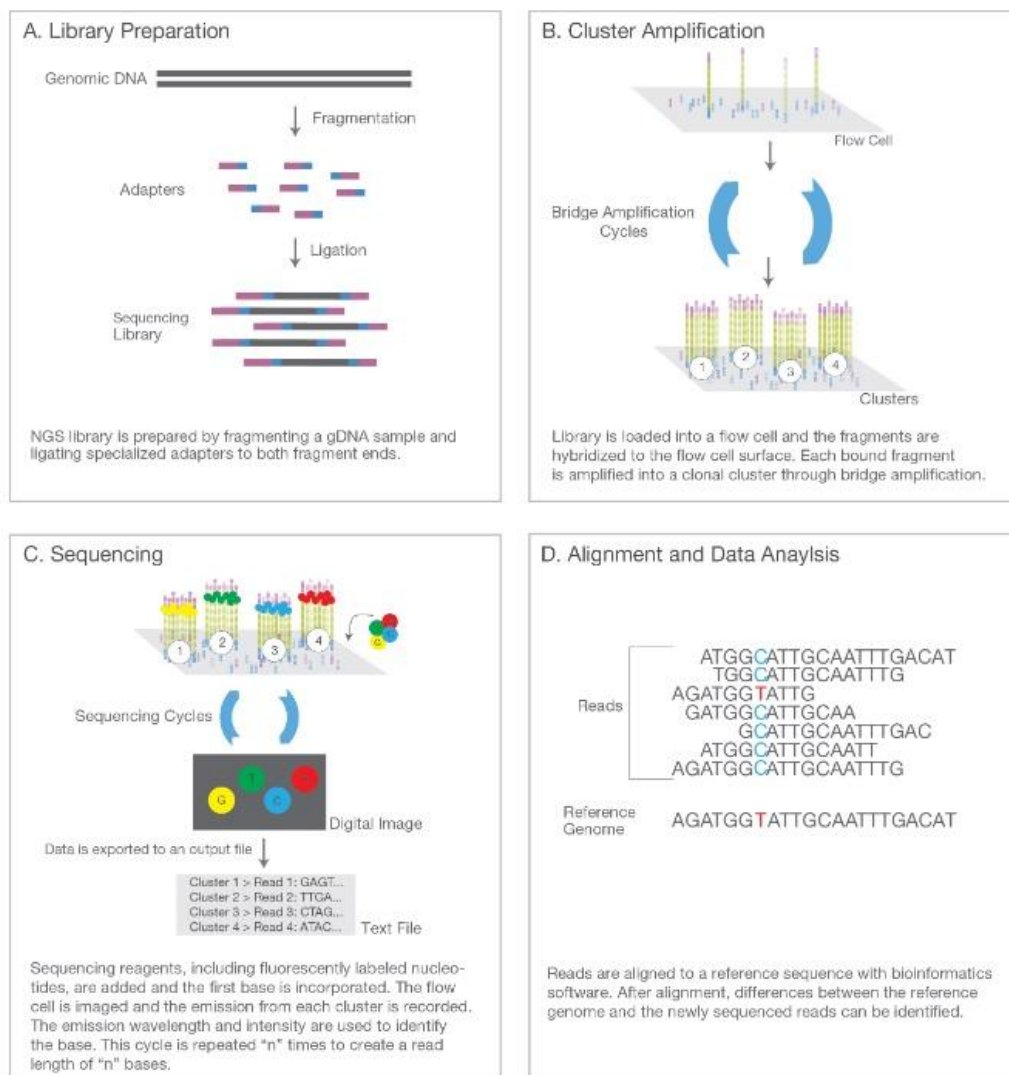 A. Library Preparation
Genomic DNA
Fragmentation
Adapters
Ligation
Sequencing
Library
NGS library is prepared by fragmenting a gDNA sample and
ligating specialized adapters to both fragment ends.
B. Cluster Amplification
Flow Cell
Bridge Amplification
Cycles
1
2
3
4
Clusters
Library is loaded into a flow cell and the fragments are
hybridized to the flow cell surface. Each bound fragment
is amplified into a clonal cluster through bridge amplification.
C. Sequencing
1
2
3
4
G
Sequencing Cycles
T
G
C
Digital Image
Data is exported to an output file
Cluster 1 > Read 1: GAGT...
Cluster 2 > Read 2: TTGA...
Cluster 3 > Read 3: CTAG...
Cluster 4 > Read 4: ATAC...
Text File
Sequencing reagents, including fluorescently labeled nucleo-
tides, are added and the first base is incorporated. The flow
cell is imaged and the emission from each cluster is recorded.
The emission wavelength and intensity are used to identify
the base. This cycle is repeated "n" times to create a read
length of "n" bases.
D. Alignment and Data Anaylsis
ATGGCATTGCAATTTGACAT
TGGCATTGCAATTTG
AGATGGTATTG
Reads
GATGGCATTGCAA
GCATTGCAATTTGAC
ATGGCATTGCAATT
AGATGGCATTGCAATTTG
Reference
Genome
AGATGGTATTGCAATTTGACAT
Reads are aligned to a reference sequence with bioinformatics
software. After alignment, differences between the reference
genome and the newly sequenced reads can be identified.